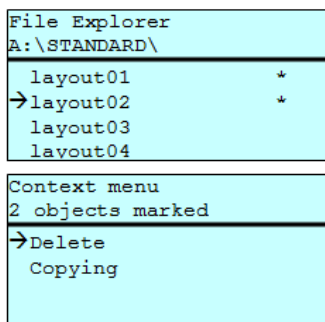 File Explorer
A:\STANDARD\
layout01 *
→layout02 *
layout03
layout04
Context menu
2 objects marked
→Delete
Copying